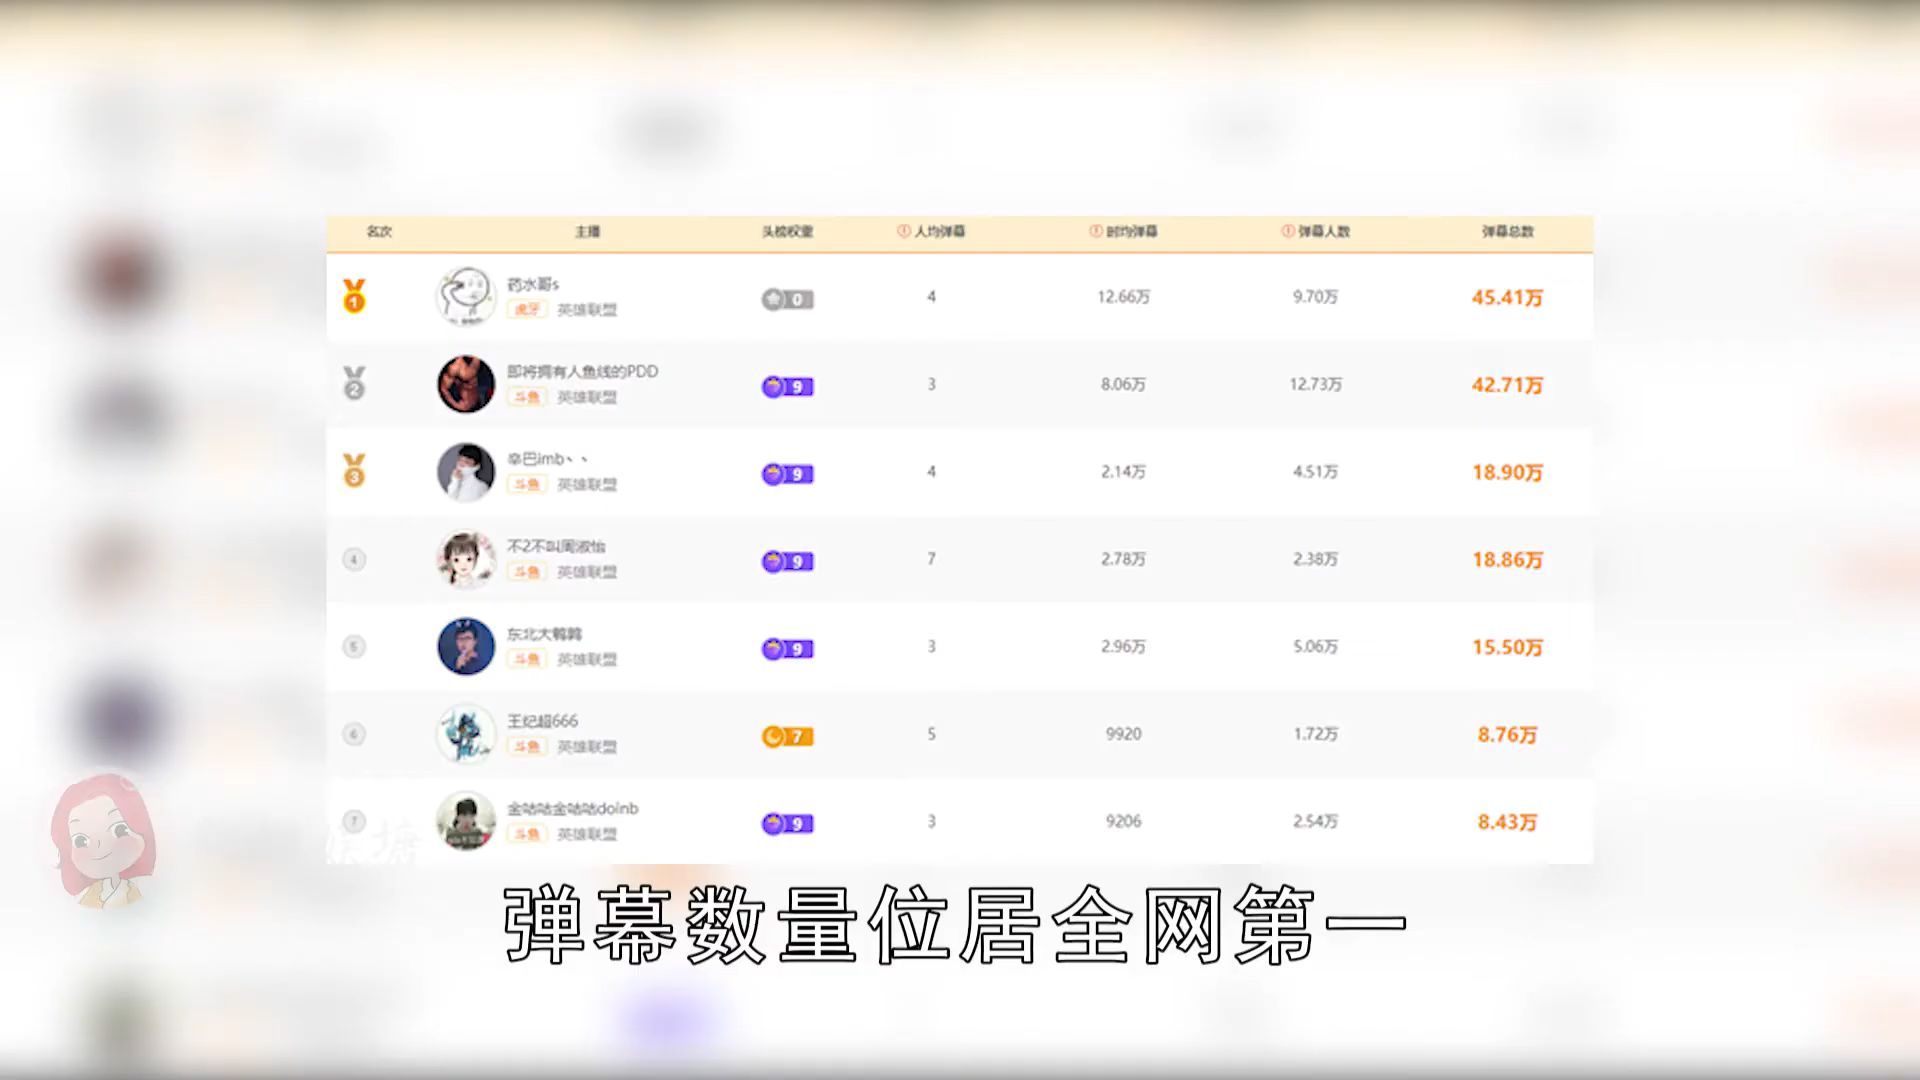 名次 主播 头榜权重 人均弹幕 时均弹幕 弹幕人数 弹幕总数
1 药水哥s 0 4 12.66万 9.70万 45.41万
虎牙 英雄联盟
2 即将拥有人鱼线的PDD 9 3 8.06万 12.73万 42.71万
斗鱼 英雄联盟
3 辛巴imb、、 9 4 2.14万 4.51万 18.90万
斗鱼 英雄联盟
4 不2不叫周淑怡 9 7 2.78万 2.38万 18.86万
斗鱼 英雄联盟
5 东北大鹌鹑 9 3 2.96万 5.06万 15.50万
斗鱼 英雄联盟
6 王纪超666 7 5 9920 1.72万 8.76万
斗鱼 英雄联盟
7 金咕咕金咕咕doinb 9 3 9206 2.54万 8.43万
斗鱼 英雄联盟
弹幕数量位居全网第一